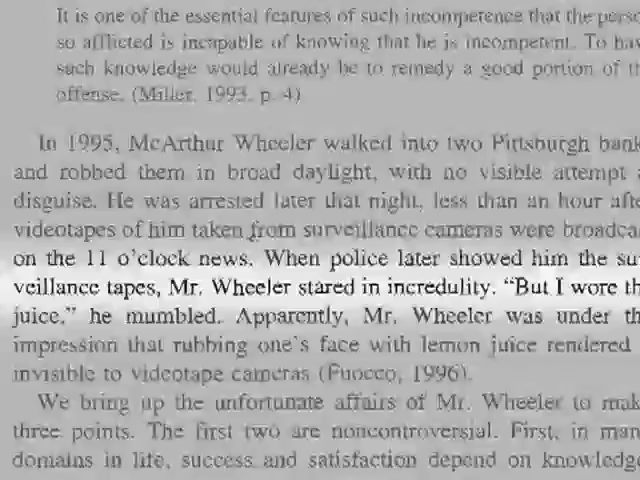 It is one of the essential features of such incompetence that the perso
so afflicted is incapable of knowing that he is incompetent. To hav
such knowledge would already be to remedy a good portion of th
offense. (Miller, 1993, p. 4)
In 1995, McArthur Wheeler walked into two Pittsburgh bank
and robbed them in broad daylight, with no visible attempt a
disguise. He was arrested later that night, less than an hour afte
videotapes of him taken from surveillance cameras were broadcas
on the 11 o'clock news. When police later showed him the sur
veillance tapes, Mr. Wheeler stared in incredulity. "But I wore th
juice," he mumbled. Apparently, Mr. Wheeler was under th
impression that rubbing one's face with lemon juice rendered
invisible to videotape cameras (Fuocco, 1996).
We bring up the unfortunate affairs of Mr. Wheeler to mak
three points. The first two are noncontroversial. First, in man
domains in life, success and satisfaction depend on knowledge